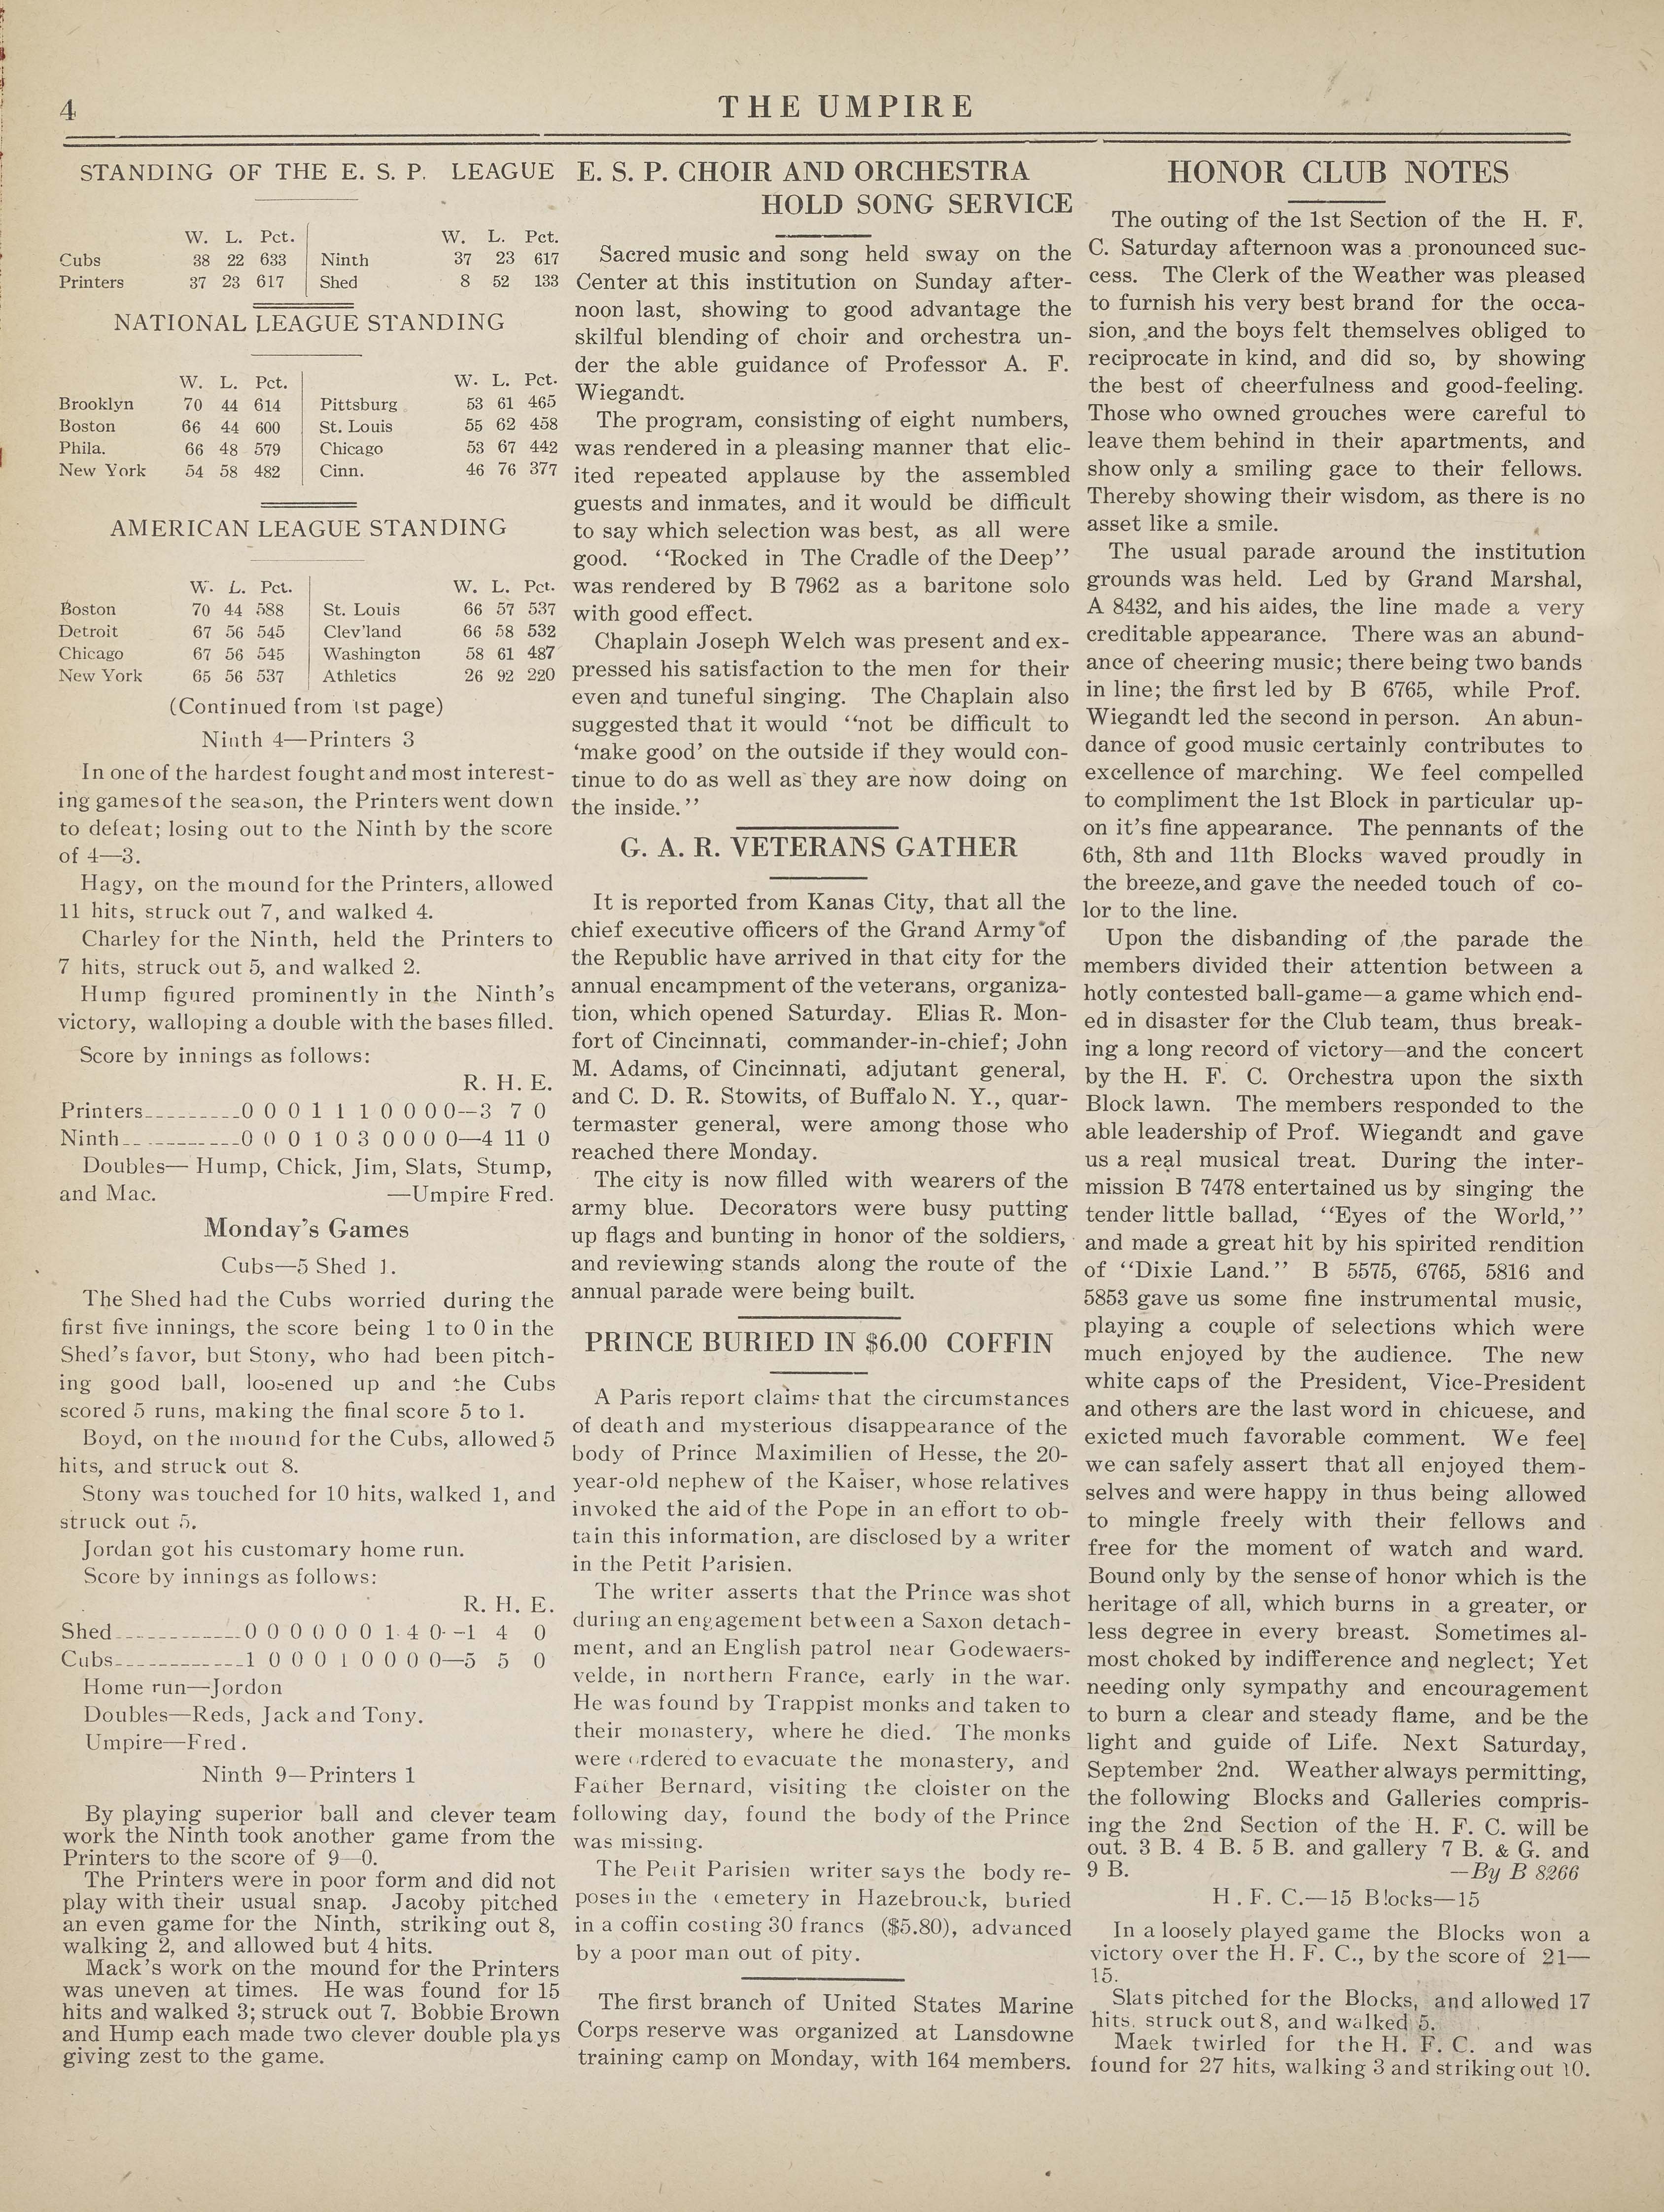 4
THE UMPIRE
STANDING OF THE E. S. P. LEAGUE
W. L. Pct. W. L. Pct.
Cubs 38 22 633 Ninth 37 23 617
Printers 37 23 617 Shed 8 52 133
NATIONAL LEAGUE STANDING
W. L. Pct. W. L. Pct.
Brooklyn 70 44 614 Pittsburg 53 61 465
Boston 66 44 600 St. Louis 55 62 458
Phila. 66 48 579 Chicago 53 67 442
New York 54 58 482 Cinn. 46 76 377
AMERICAN LEAGUE STANDING
W. L. Pct. W. L. Pct.
Boston 70 44 588 St. Louis 66 57 537
Detroit 67 56 545 Clev'land 66 58 532
Chicago 67 56 545 Washington 58 61 487
New York 65 56 537 Athletics 26 92 220
(Continued from 1st page)
Ninth 4—Printers 3
In one of the hardest fought and most interest-
ing games of the season, the Printers went down
to defeat; losing out to the Ninth by the score
of 4—3.
Hagy, on the mound for the Printers, allowed
11 hits, struck out 7, and walked 4.
Charley for the Ninth, held the Printers to
7 hits, struck out 5, and walked 2.
Hump figured prominently in the Ninth's
victory, walloping a double with the bases filled.
Score by innings as follows:
R. H. E.
Printers----------0 0 0 1 1 1 0 0 0 0—3 7 0
Ninth----------0 0 0 1 0 3 0 0 0 0—4 11 0
Doubles— Hump, Chick, Jim, Slats, Stump,
and Mac. —Umpire Fred.
Monday's Games
Cubs—5 Shed 1.
The Shed had the Cubs worried during the
first five innings, the score being 1 to 0 in the
Shed's favor, but Stony, who had been pitch-
ing good ball, loosened up and the Cubs
scored 5 runs, making the final score 5 to 1.
Boyd, on the mound for the Cubs, allowed 5
hits, and struck out 8.
Stony was touched for 10 hits, walked 1, and
struck out 5.
Jordan got his customary home run.
Score by innings as follows:
R. H. E.
Shed------------0 0 0 0 0 0 1 4 0--1 4 0
Cubs------------1 0 0 0 1 0 0 0 0—5 5 0
Home run—Jordon
Doubles—Reds, Jack and Tony.
Umpire—Fred.
Ninth 9—Printers 1
By playing superior ball and clever team
work the Ninth took another game from the
Printers to the score of 9—0.
The Printers were in poor form and did not
play with their usual snap. Jacoby pitched
an even game for the Ninth, striking out 8,
walking 2, and allowed but 4 hits.
Mack's work on the mound for the Printers
was uneven at times. He was found for 15
hits and walked 3; struck out 7. Bobbie Brown
and Hump each made two clever double plays
giving zest to the game.
E. S. P. CHOIR AND ORCHESTRA
HOLD SONG SERVICE
Sacred music and song held sway on the
Center at this institution on Sunday after-
noon last, showing to good advantage the
skilful blending of choir and orchestra un-
der the able guidance of Professor A. F.
Wiegandt.
The program, consisting of eight numbers,
was rendered in a pleasing manner that elic-
ited repeated applause by the assembled
guests and inmates, and it would be difficult
to say which selection was best, as all were
good. "Rocked in The Cradle of the Deep"
was rendered by B 7962 as a baritone solo
with good effect.
Chaplain Joseph Welch was present and ex-
pressed his satisfaction to the men for their
even and tuneful singing. The Chaplain also
suggested that it would "not be difficult to
'make good' on the outside if they would con-
tinue to do as well as they are now doing on
the inside."
G. A. R. VETERANS GATHER
It is reported from Kanas City, that all the
chief executive officers of the Grand Army of
the Republic have arrived in that city for the
annual encampment of the veterans, organiza-
tion, which opened Saturday. Elias R. Mon-
fort of Cincinnati, commander-in-chief; John
M. Adams, of Cincinnati, adjutant general,
and C. D. R. Stowits, of Buffalo N. Y., quar-
termaster general, were among those who
reached there Monday.
The city is now filled with wearers of the
army blue. Decorators were busy putting
up flags and bunting in honor of the soldiers,
and reviewing stands along the route of the
annual parade were being built.
PRINCE BURIED IN $6.00 COFFIN
A Paris report claims that the circumstances
of death and mysterious disappearance of the
body of Prince Maximilien of Hesse, the 20-
year-old nephew of the Kaiser, whose relatives
invoked the aid of the Pope in an effort to ob-
tain this information, are disclosed by a writer
in the Petit Parisien.
The writer asserts that the Prince was shot
during an engagement between a Saxon detach-
ment, and an English patrol near Godewaers-
velde, in northern France, early in the war.
He was found by Trappist monks and taken to
their monastery, where he died. The monks
were ordered to evacuate the monastery, and
Father Bernard, visiting the cloister on the
following day, found the body of the Prince
was missing.
The Petit Parisien writer says the body re-
poses in the cemetery in Hazebrouck, buried
in a coffin costing 30 francs ($5.80), advanced
by a poor man out of pity.
The first branch of United States Marine
Corps reserve was organized at Lansdowne
training camp on Monday, with 164 members.
HONOR CLUB NOTES
The outing of the 1st Section of the H. F.
C. Saturday afternoon was a pronounced suc-
cess. The Clerk of the Weather was pleased
to furnish his very best brand for the occa-
sion, and the boys felt themselves obliged to
reciprocate in kind, and did so, by showing
the best of cheerfulness and good-feeling.
Those who owned grouches were careful to
leave them behind in their apartments, and
show only a smiling gace to their fellows.
Thereby showing their wisdom, as there is no
asset like a smile.
The usual parade around the institution
grounds was held. Led by Grand Marshal,
A 8432, and his aides, the line made a very
creditable appearance. There was an abund-
ance of cheering music; there being two bands
in line; the first led by B 6765, while Prof.
Wiegandt led the second in person. An abun-
dance of good music certainly contributes to
excellence of marching. We feel compelled
to compliment the 1st Block in particular up-
on it's fine appearance. The pennants of the
6th, 8th and 11th Blocks waved proudly in
the breeze, and gave the needed touch of co-
lor to the line.
Upon the disbanding of the parade the
members divided their attention between a
hotly contested ball-game—a game which end-
ed in disaster for the Club team, thus break-
ing a long record of victory—and the concert
by the H. F. C. Orchestra upon the sixth
Block lawn. The members responded to the
able leadership of Prof. Wiegandt and gave
us a real musical treat. During the inter-
mission B 7478 entertained us by singing the
tender little ballad, "Eyes of the World,"
and made a great hit by his spirited rendition
of "Dixie Land." B 5575, 6765, 5816 and
5853 gave us some fine instrumental music,
playing a couple of selections which were
much enjoyed by the audience. The new
white caps of the President, Vice-President
and others are the last word in chicuese, and
exicted much favorable comment. We feel
we can safely assert that all enjoyed them-
selves and were happy in thus being allowed
to mingle freely with their fellows and
free for the moment of watch and ward.
Bound only by the sense of honor which is the
heritage of all, which burns in a greater, or
less degree in every breast. Sometimes al-
most choked by indifference and neglect; Yet
needing only sympathy and encouragement
to burn a clear and steady flame, and be the
light and guide of Life. Next Saturday,
September 2nd. Weather always permitting,
the following Blocks and Galleries compris-
ing the 2nd Section of the H. F. C. will be
out. 3 B. 4 B. 5 B. and gallery 7 B. & G. and
9 B. —By B 8266
H. F. C.—15 Blocks—15
In a loosely played game the Blocks won a
victory over the H. F. C., by the score of 21—
15.
Slats pitched for the Blocks, and allowed 17
hits, struck out 8, and walked 5.
Maek twirled for the H. F. C. and was
found for 27 hits, walking 3 and striking out 10.